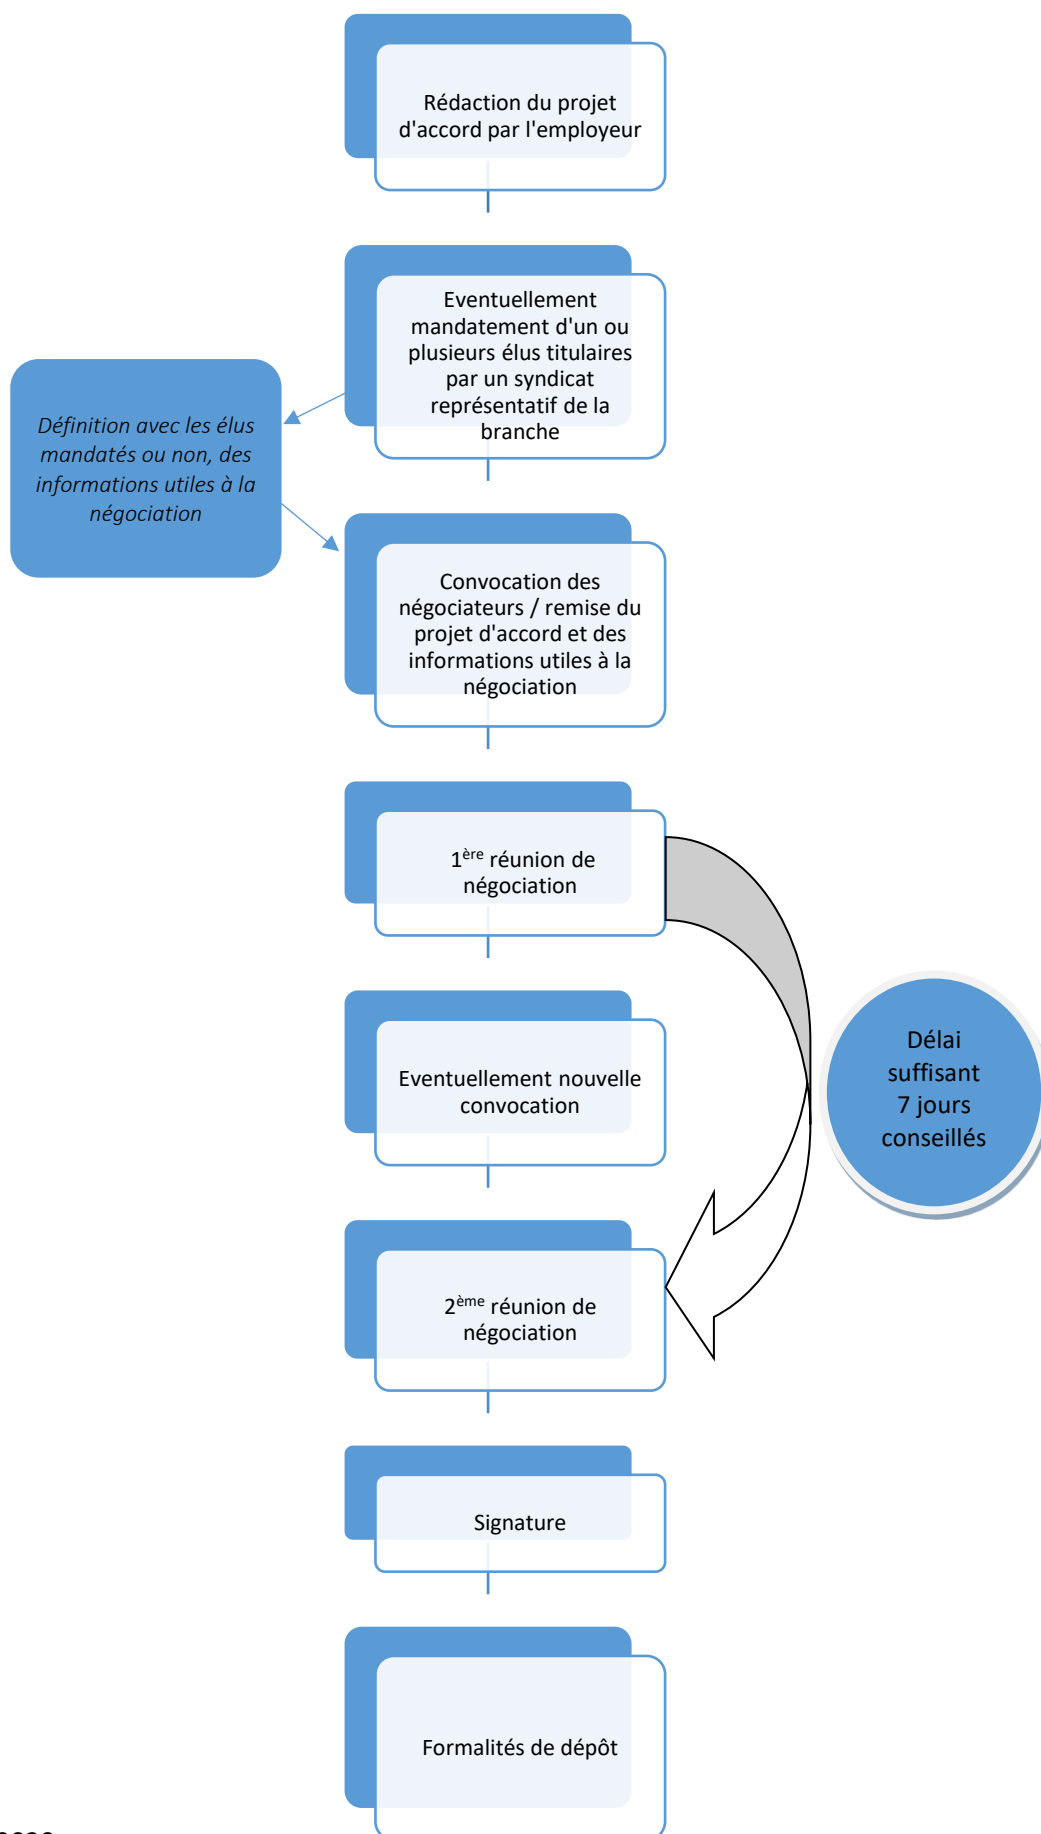 Rédaction du projet
d'accord par l'employeur
Eventuellement
mandatement d'un ou
plusieurs élus titulaires
par un syndicat
représentatif de la
branche
Définition avec les élus
mandatés ou non, des
informations utiles à la
négociation
Convocation des
négociateurs / remise du
projet d'accord et des
informations utiles à la
négociation
1ère réunion de
négociation
Délai
suffisant
7 jours
conseillés
Eventuellement nouvelle
convocation
2ème réunion de
négociation
Signature
Formalités de dépôt